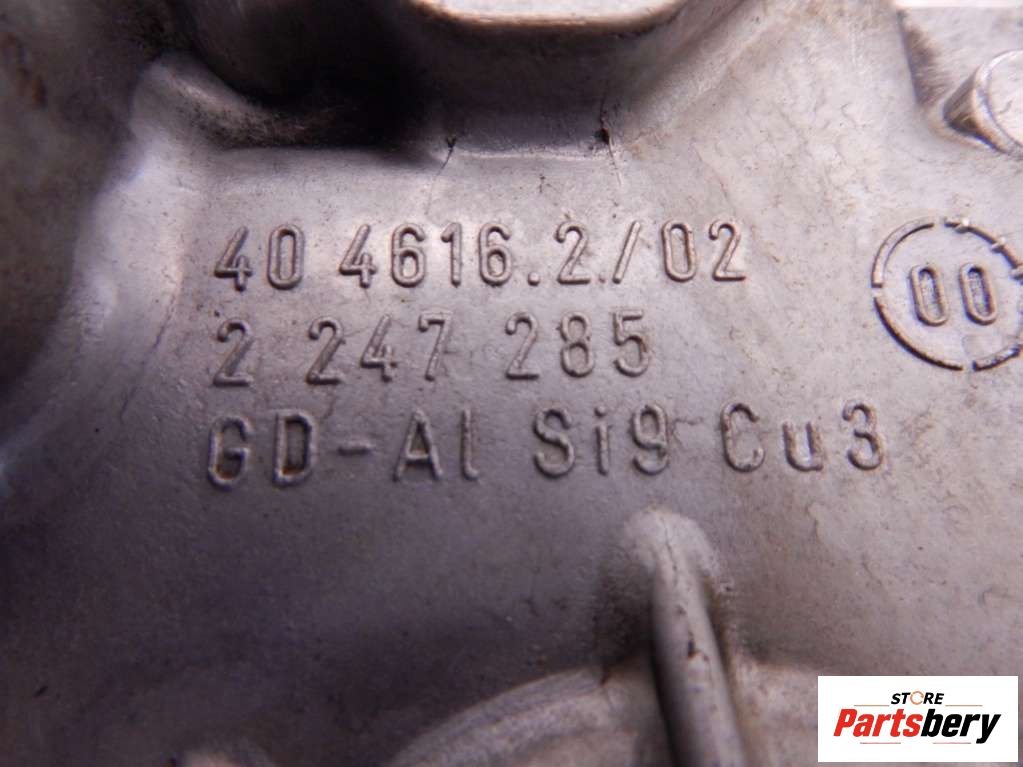 40 4616.2/02
00
2 247 285
GD-Al Si9 Cu3
STORE
Partsbery